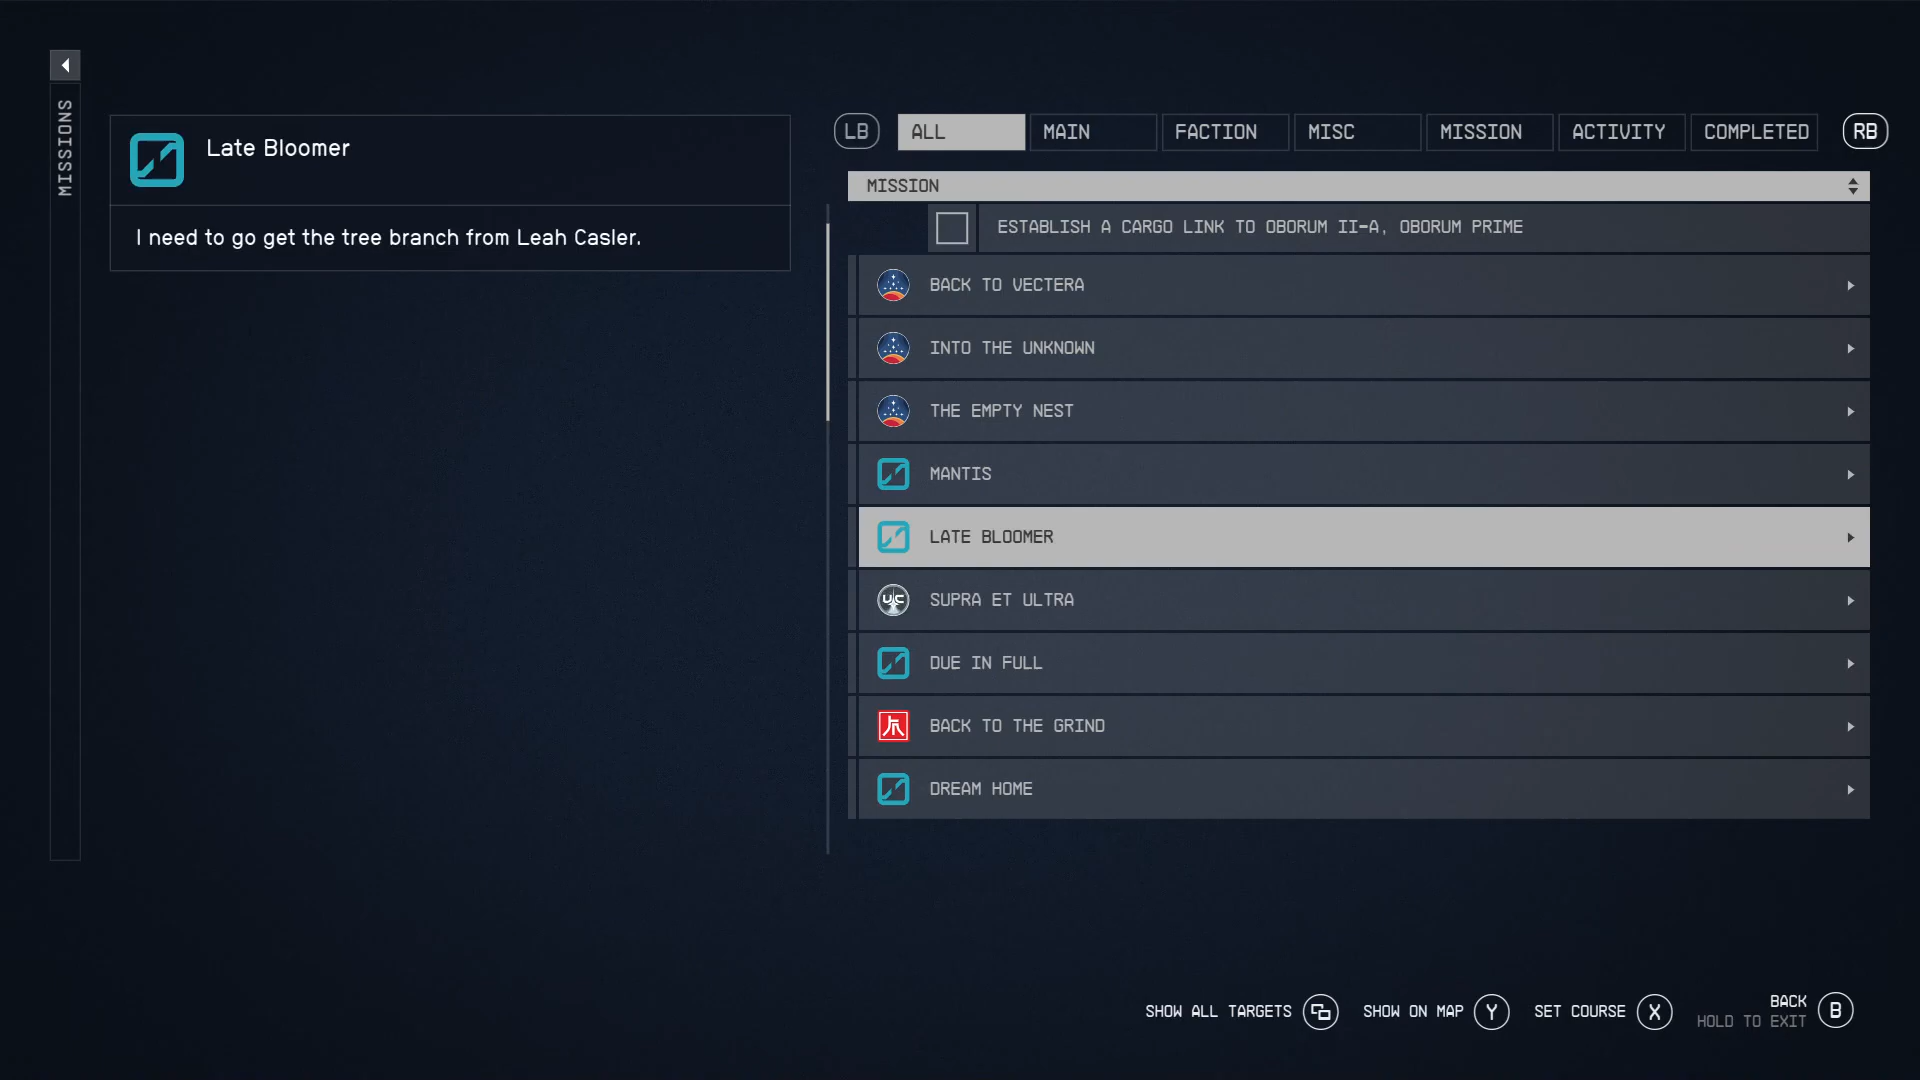 MISSIONS
Late Bloomer
I need to go get the tree branch from Leah Casler.
LB ALL MAIN FACTION MISC MISSION ACTIVITY COMPLETED RB
MISSION
ESTABLISH A CARGO LINK TO OBORUM II-A, OBORUM PRIME
BACK TO VECTERA
INTO THE UNKNOWN
THE EMPTY NEST
MANTIS
LATE BLOOMER
UC SUPRA ET ULTRA
DUE IN FULL
BACK TO THE GRIND
DREAM HOME
SHOW ALL TARGETS SHOW ON MAP Y SET COURSE X BACK B
HOLD TO EXIT